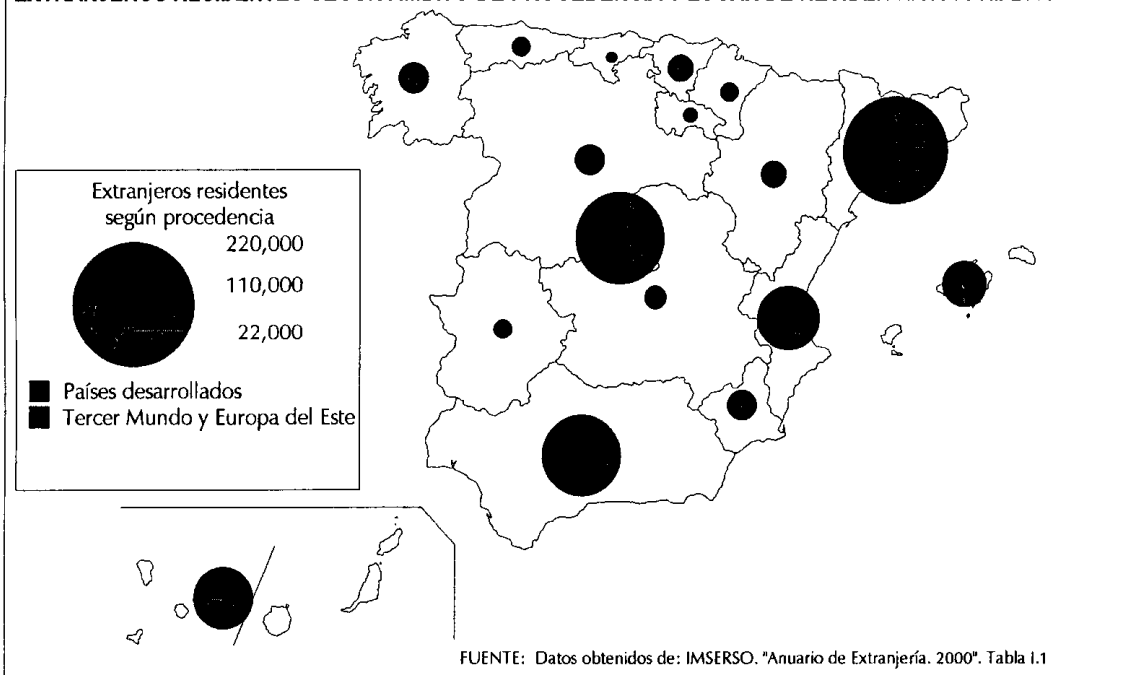 Extranjeros residentes
según procedencia
220,000
110,000
22,000
Países desarrollados
Tercer Mundo y Europa del Este
FUENTE: Datos obtenidos de: IMSERSO. "Anuario de Extranjería. 2000". Tabla I.1